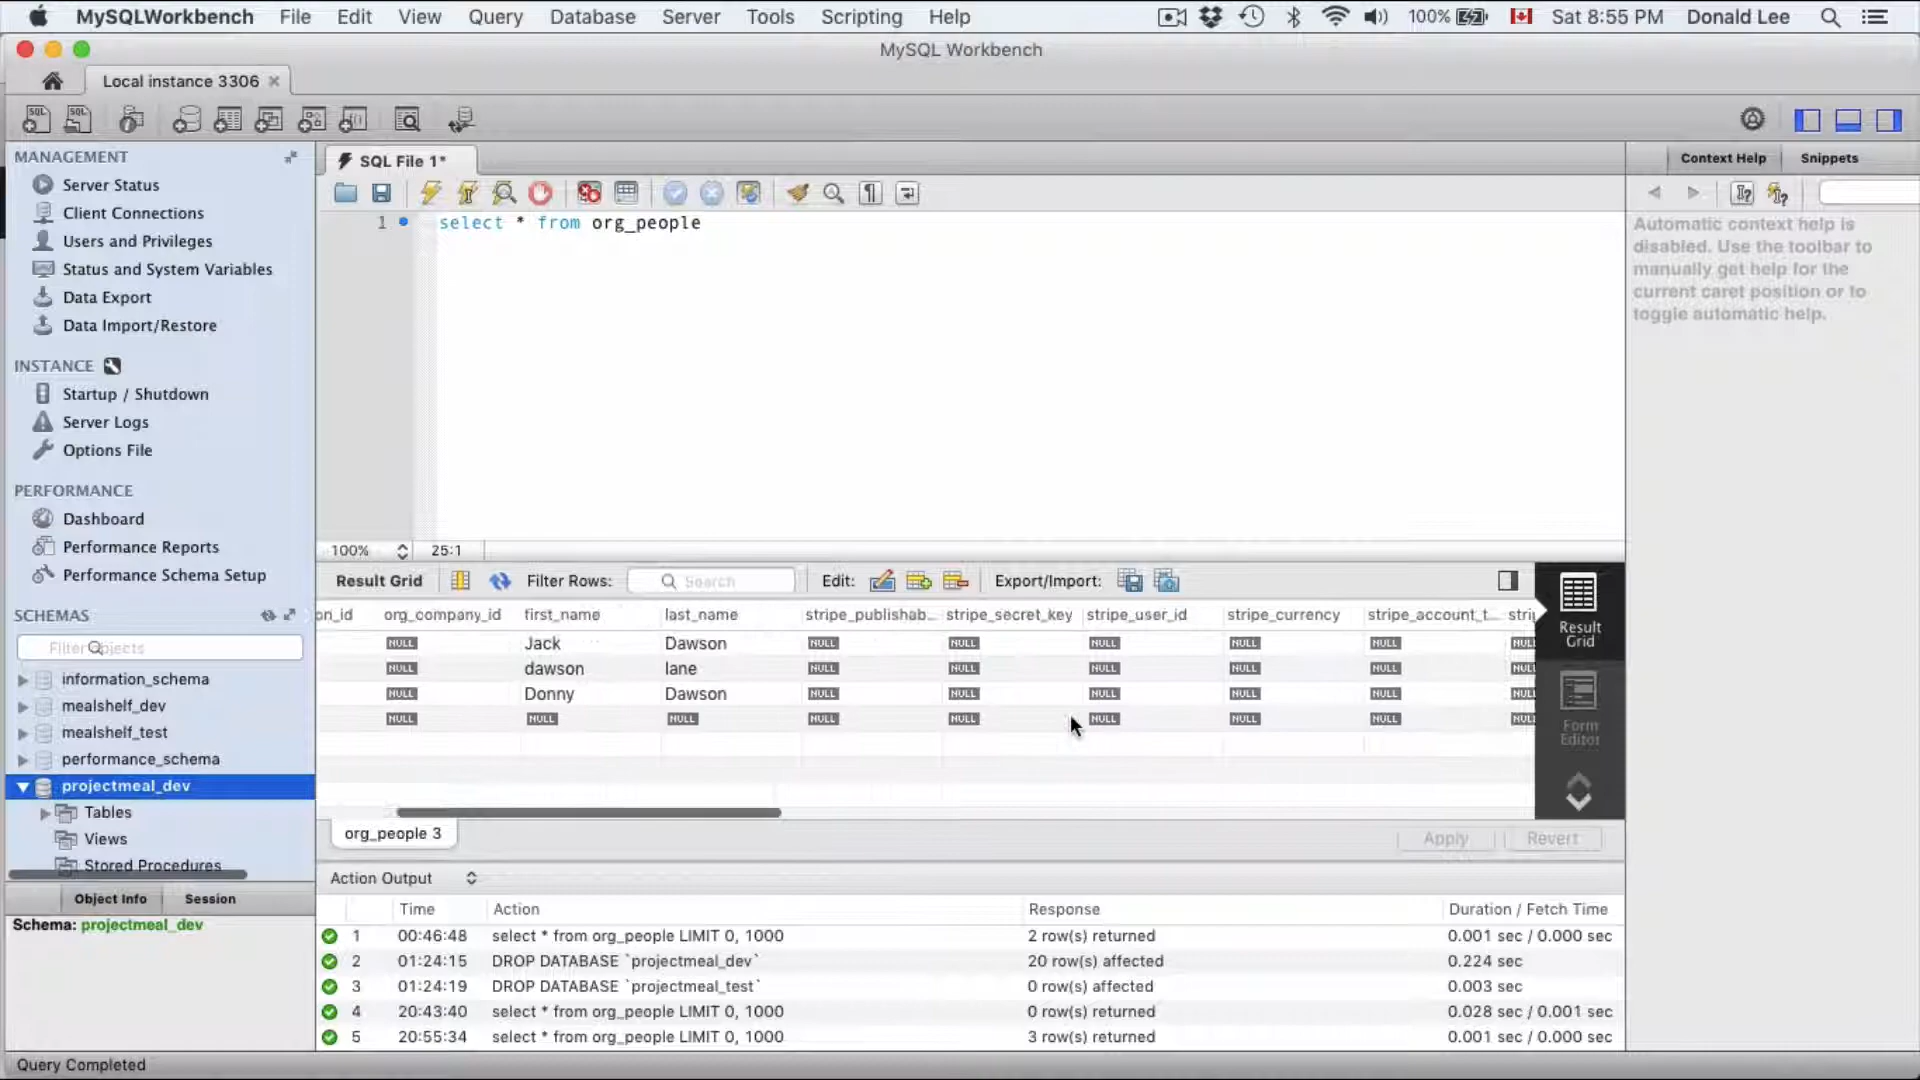 MySQLWorkbench File Edit View Query Database Server Tools Scripting Help 100% Sat 8:55 PM Donald Lee
MySQL Workbench
Local instance 3306
MANAGEMENT
Server Status
Client Connections
Users and Privileges
Status and System Variables
Data Export
Data Import/Restore
INSTANCE
Startup / Shutdown
Server Logs
Options File
PERFORMANCE
Dashboard
Performance Reports
Performance Schema Setup
SCHEMAS
Filter objects
information_schema
mealshelf_dev
mealshelf_test
performance_schema
projectmeal_dev
Tables
Views
Stored Procedures
Object Info Session
Schema: projectmeal_dev
SQL File 1*
1 select * from org_people
100% 25:1
Result Grid Filter Rows: Search Edit: Export/Import:
on_id org_company_id first_name last_name stripe_publishab... stripe_secret_key stripe_user_id stripe_currency stripe_account_t... stri
NULL Jack Dawson NULL NULL NULL NULL NULL NULL
NULL dawson lane NULL NULL NULL NULL NULL NULL
NULL Donny Dawson NULL NULL NULL NULL NULL NULL
NULL NULL NULL NULL NULL NULL NULL NULL NULL
Result
Grid
Form
Editor
org_people 3 Apply Revert
Action Output
Time Action Response Duration / Fetch Time
1 00:46:48 select * from org_people LIMIT 0, 1000 2 row(s) returned 0.001 sec / 0.000 sec
2 01:24:15 DROP DATABASE `projectmeal_dev` 20 row(s) affected 0.224 sec
3 01:24:19 DROP DATABASE `projectmeal_test` 0 row(s) affected 0.003 sec
4 20:43:40 select * from org_people LIMIT 0, 1000 0 row(s) returned 0.028 sec / 0.001 sec
5 20:55:34 select * from org_people LIMIT 0, 1000 3 row(s) returned 0.001 sec / 0.000 sec
Context Help Snippets
Automatic context help is
disabled. Use the toolbar to
manually get help for the
current caret position or to
toggle automatic help.
Query Completed